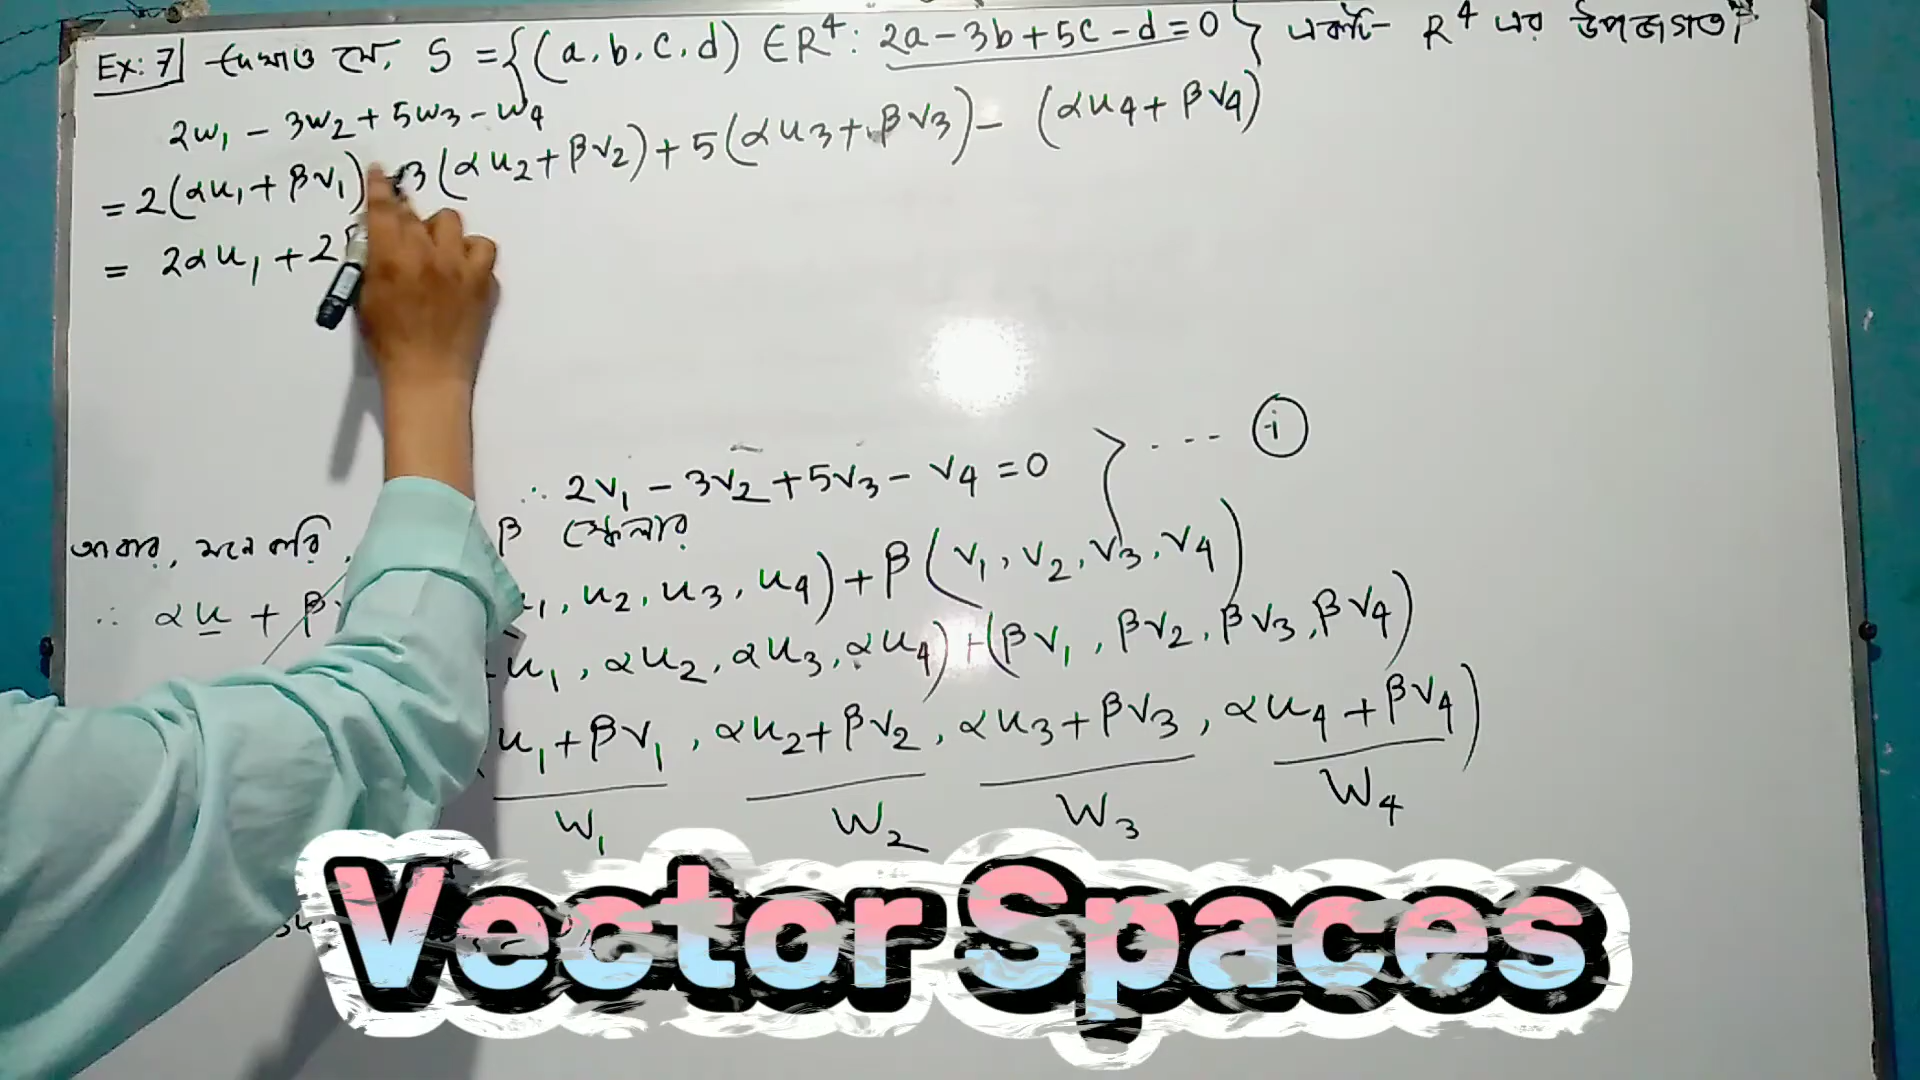 Ex: 7 দেখাও যে, S = {(a, b, c, d) ∈ R⁴ : 2a - 3b + 5c - d = 0} একটি R⁴ এর উপজগত।
2w₁ - 3w₂ + 5w₃ - w₄
= 2(αu₁ + βv₁) - 3(αu₂ + βv₂) + 5(αu₃ + βv₃) - (αu₄ + βv₄)
= 2αu₁ + 2
∴ 2v₁ - 3v₂ + 5v₃ - v₄ = 0 } .... (i)
আবার, মনে করি, β স্কেলার
∴ αu + βv u₁, u₂, u₃, u₄) + β(v₁, v₂, v₃, v₄)
u₁, αu₂, αu₃, αu₄) + (βv₁, βv₂, βv₃, βv₄)
u₁ + βv₁, αu₂ + βv₂, αu₃ + βv₃, αu₄ + βv₄)
W₁ W₂ W₃ W₄
Vector Spaces